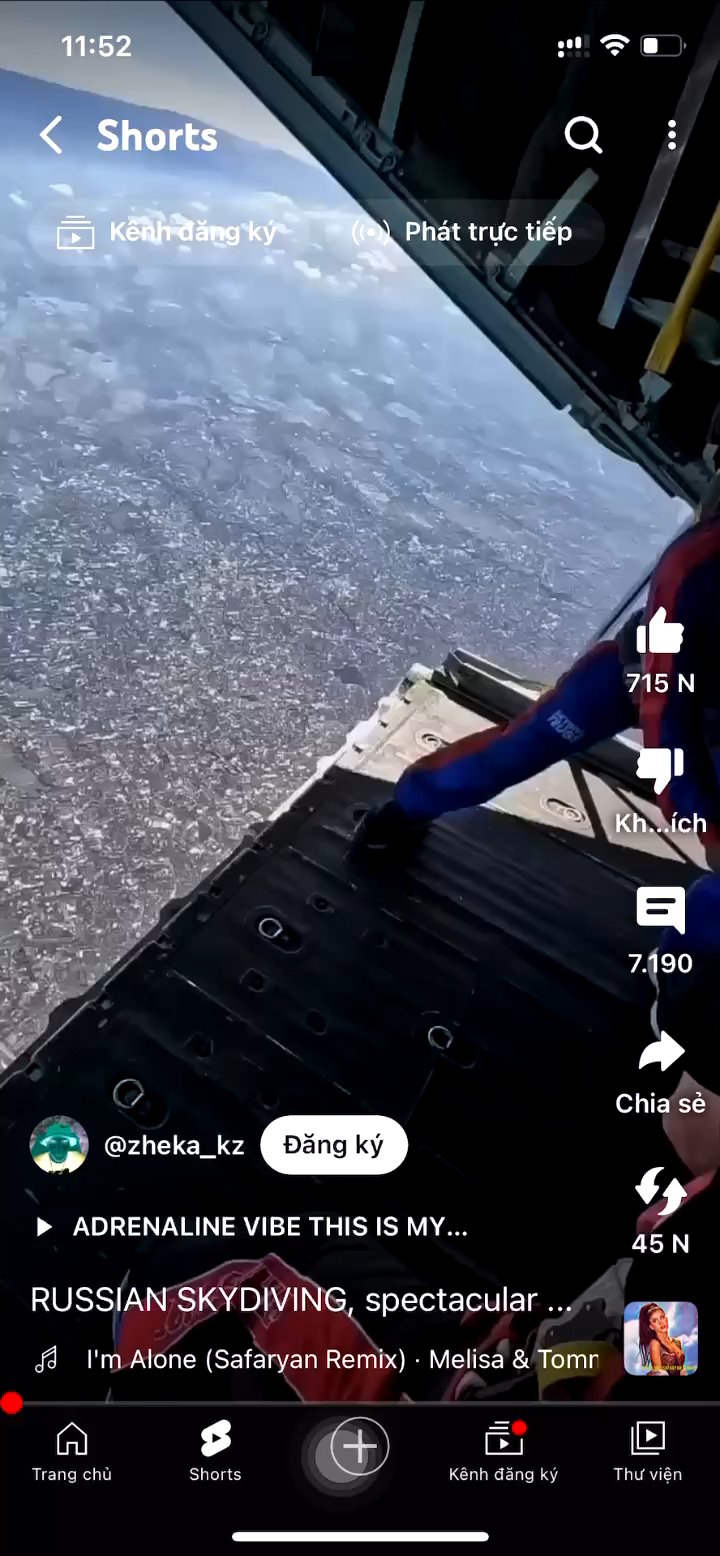 11:52
Shorts
Kênh đăng ký
Phát trực tiếp
715 N
Kh...ích
7.190
Chia sẻ
@zheka_kz
Đăng ký
ADRENALINE VIBE THIS IS MY...
45 N
RUSSIAN SKYDIVING, spectacular ...
I'm Alone (Safaryan Remix) · Melisa & Tomm
Trang chủ
Shorts
Kênh đăng ký
Thư viện